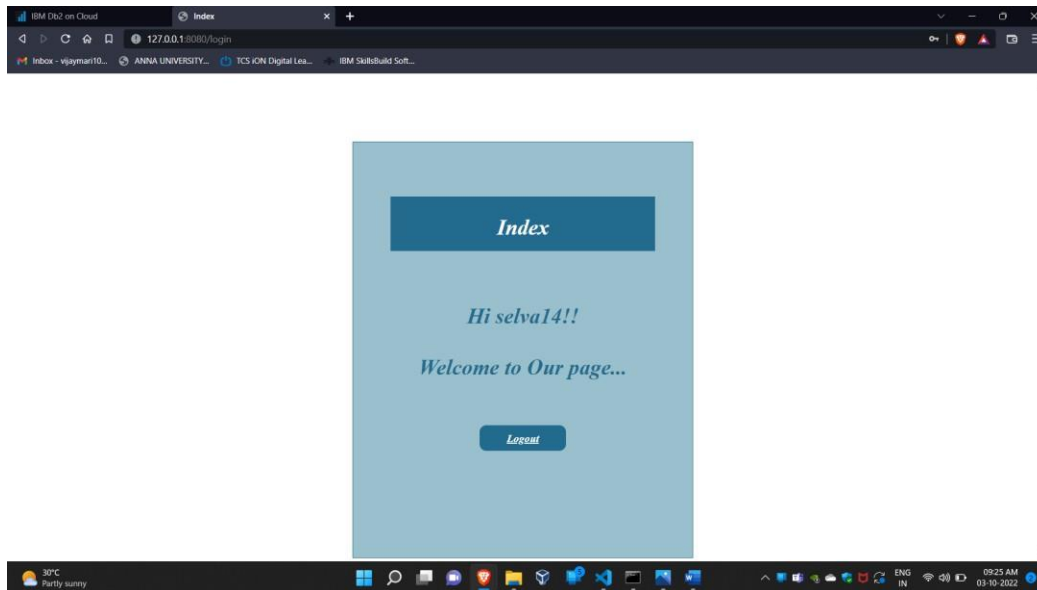 IBM Db2 on Cloud
Index
127.0.0.1:8080/login
Inbox - vijaymari10...
ANNA UNIVERSITY...
TCS iON Digital Lea...
IBM SkillsBuild Soft...
Index
Hi selva14!!
Welcome to Our page...
Logout
30°C
Partly sunny
ENG
IN
09:25 AM
03-10-2022
2